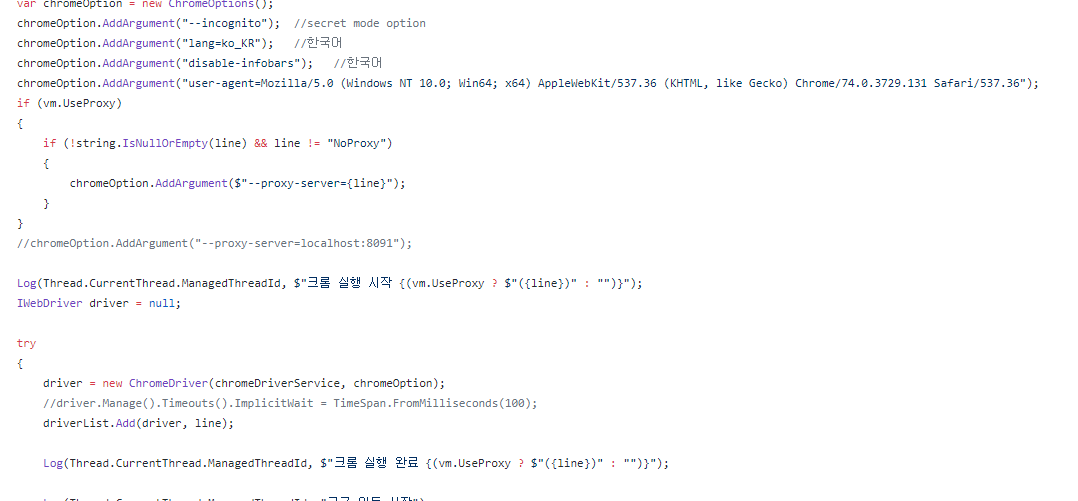 var chromeOption = new ChromeOptions();
chromeOption.AddArgument("--incognito");  //secret mode option
chromeOption.AddArgument("lang=ko_KR");   //한국어
chromeOption.AddArgument("disable-infobars");   //한국어
chromeOption.AddArgument("user-agent=Mozilla/5.0 (Windows NT 10.0; Win64; x64) AppleWebKit/537.36 (KHTML, like Gecko) Chrome/74.0.3729.131 Safari/537.36");
if (vm.UseProxy)
{
    if (!string.IsNullOrEmpty(line) && line != "NoProxy")
    {
        chromeOption.AddArgument($"--proxy-server={line}");
    }
}
//chromeOption.AddArgument("--proxy-server=localhost:8091");
Log(Thread.CurrentThread.ManagedThreadId, $"크롬 실행 시작 {(vm.UseProxy ? $"({line})" : "")}");
IWebDriver driver = null;
try
{
    driver = new ChromeDriver(chromeDriverService, chromeOption);
    //driver.Manage().Timeouts().ImplicitWait = TimeSpan.FromMilliseconds(100);
    driverList.Add(driver, line);
    Log(Thread.CurrentThread.ManagedThreadId, $"크롬 실행 완료 {(vm.UseProxy ? $"({line})" : "")}");